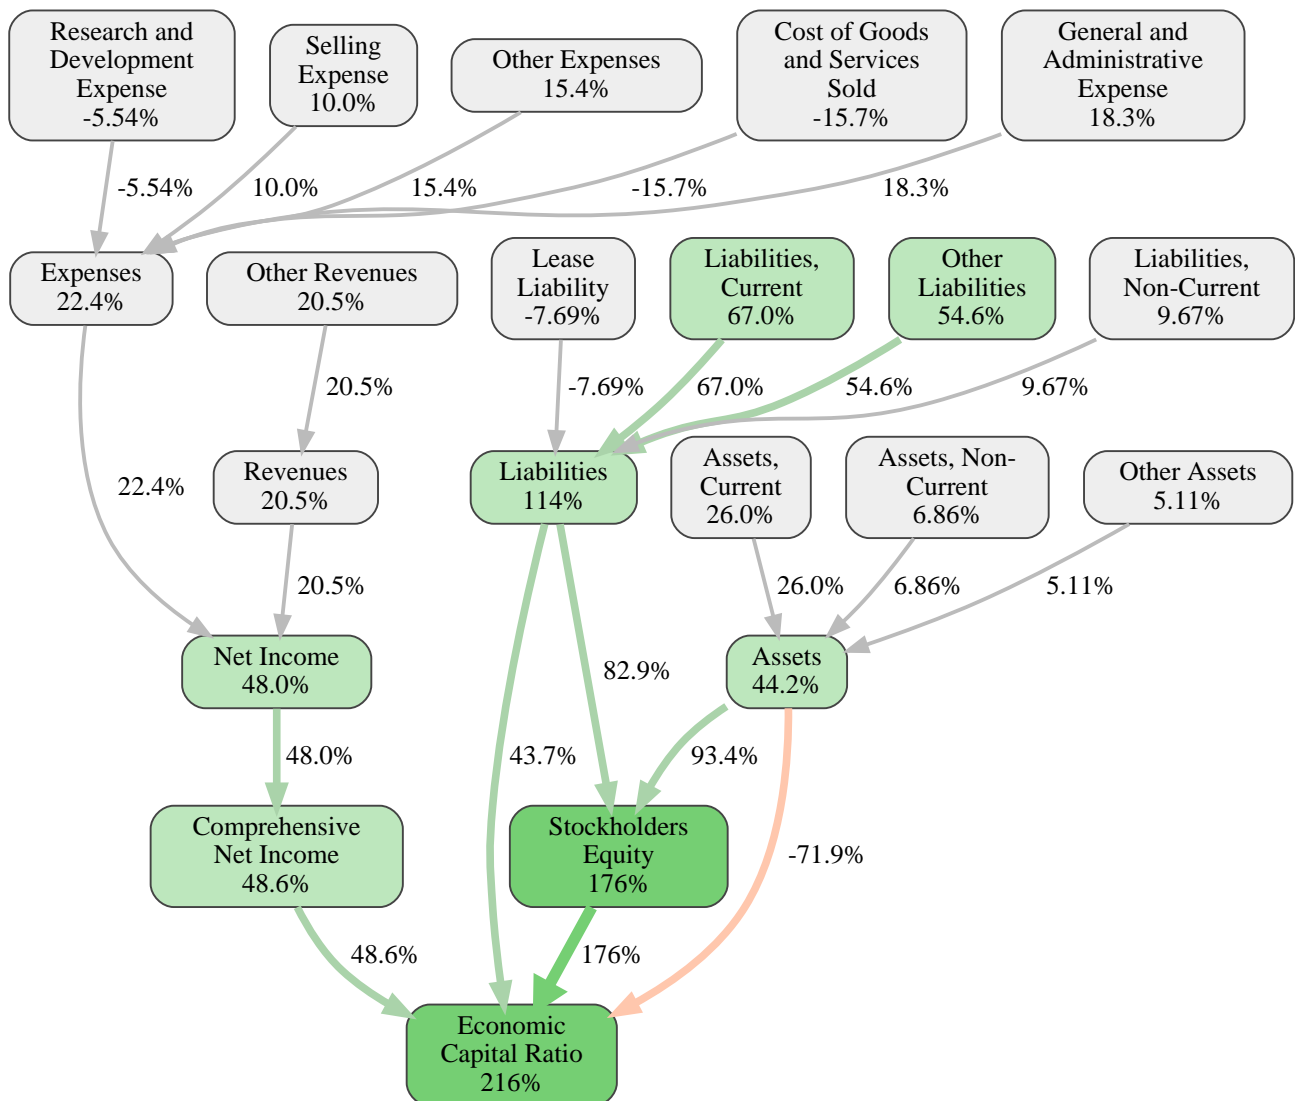 Research and
Development
Expense
-5.54%
Selling
Expense
10.0%
Other Expenses
15.4%
Cost of Goods
and Services
Sold
-15.7%
General and
Administrative
Expense
18.3%
-5.54%
10.0%
15.4%
-15.7%
18.3%
Expenses
22.4%
Other Revenues
20.5%
Lease
Liability
-7.69%
Liabilities,
Current
67.0%
Other
Liabilities
54.6%
Liabilities,
Non-Current
9.67%
20.5%
-7.69%
67.0%
54.6%
9.67%
22.4%
Revenues
20.5%
Liabilities
114%
Assets,
Current
26.0%
Assets, Non-
Current
6.86%
Other Assets
5.11%
20.5%
26.0%
6.86%
5.11%
Net Income
48.0%
82.9%
Assets
44.2%
48.0%
43.7%
93.4%
Comprehensive
Net Income
48.6%
Stockholders
Equity
176%
-71.9%
48.6%
176%
Economic
Capital Ratio
216%